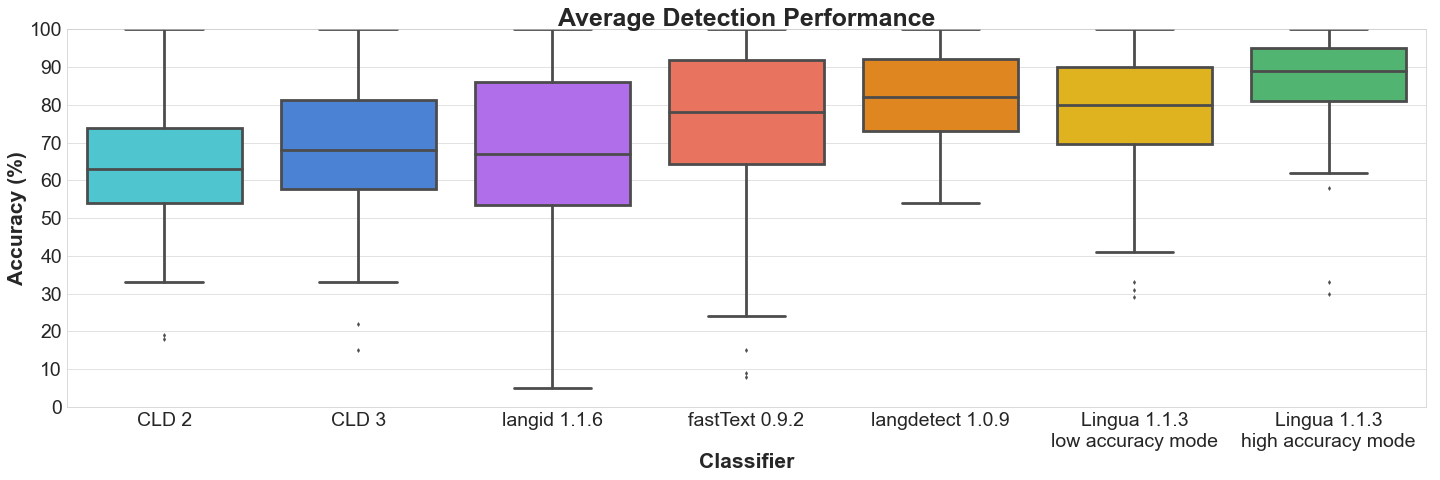 Average Detection Performance
Accuracy (%)
100
90
80
70
60
50
40
30
20
10
0
CLD 2
CLD 3
langid 1.1.6
fastText 0.9.2
langdetect 1.0.9
Lingua 1.1.3
low accuracy mode
Lingua 1.1.3
high accuracy mode
Classifier